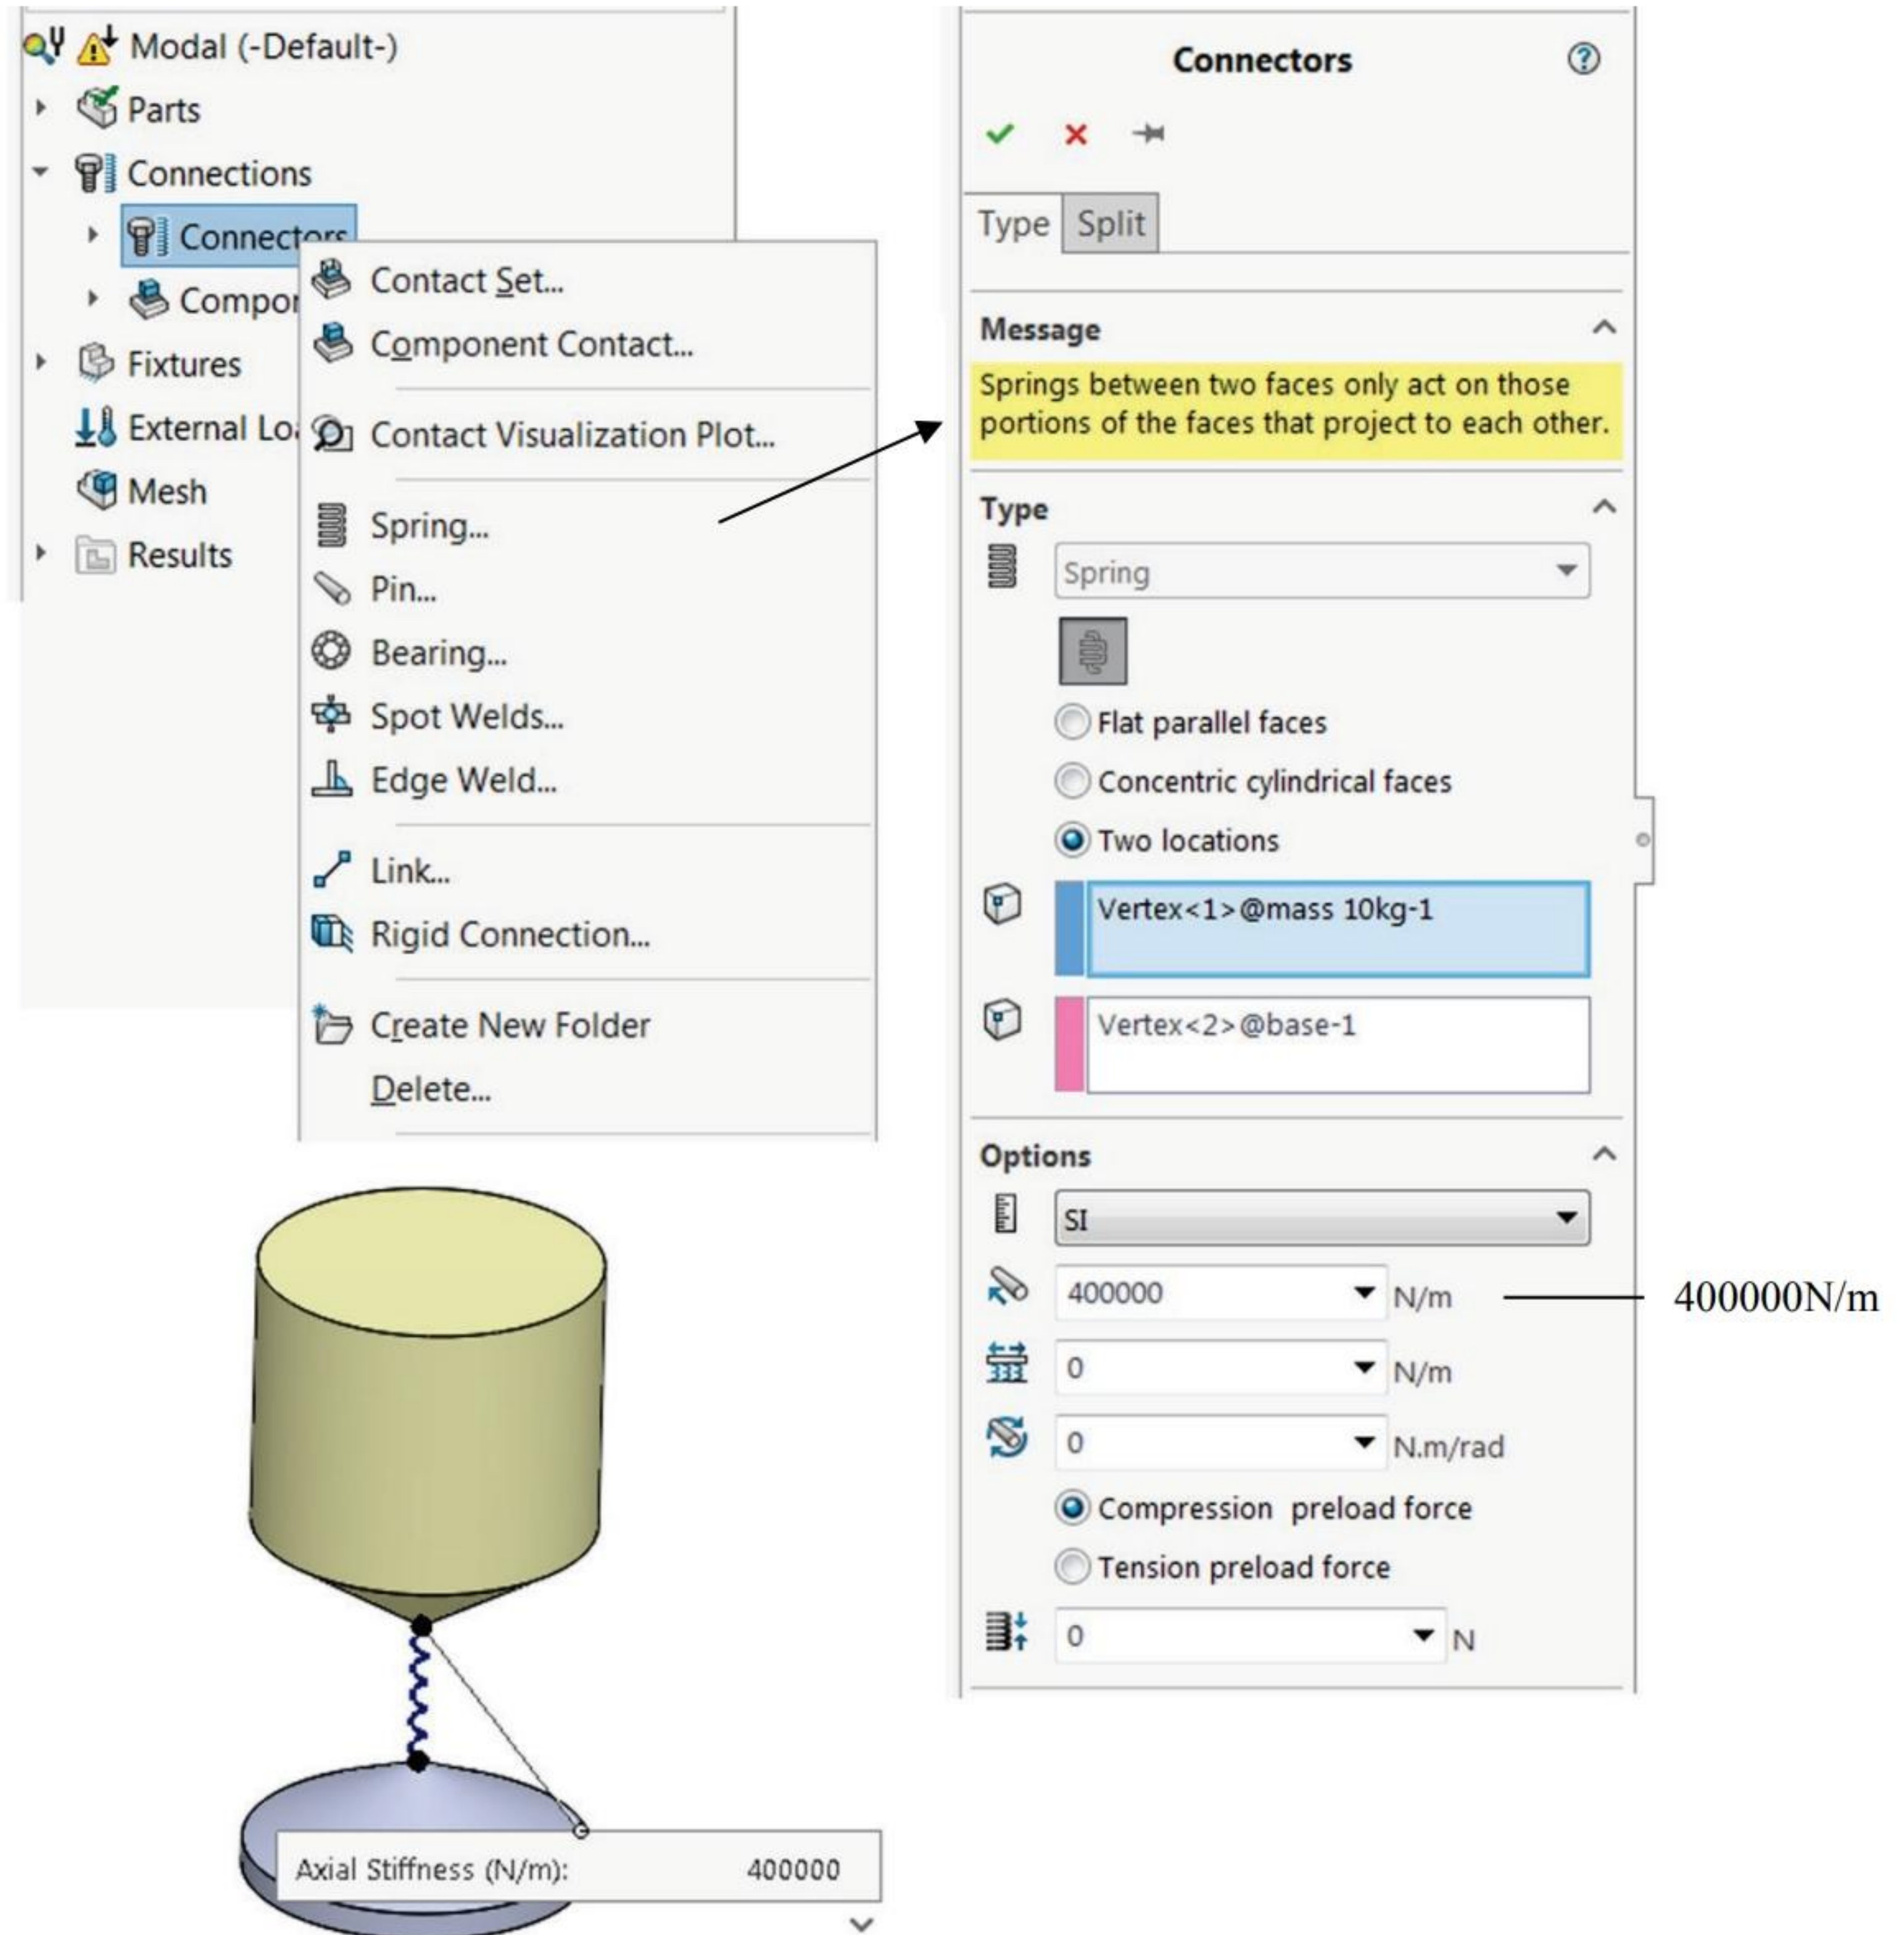 Modal (-Default-)
Parts
Connections
Connectors
Compor
Fixtures
External Loa
Mesh
Results
Contact Set...
Component Contact...
Contact Visualization Plot...
Spring...
Pin...
Bearing...
Spot Welds...
Edge Weld...
Link...
Rigid Connection...
Create New Folder
Delete...
Axial Stiffness (N/m): 400000
Connectors
Type Split
Message
Springs between two faces only act on those
portions of the faces that project to each other.
Type
Spring
Flat parallel faces
Concentric cylindrical faces
Two locations
Vertex<1>@mass 10kg-1
Vertex<2>@base-1
Options
SI
400000 N/m
400000N/m
0 N/m
0 N.m/rad
Compression preload force
Tension preload force
0 N